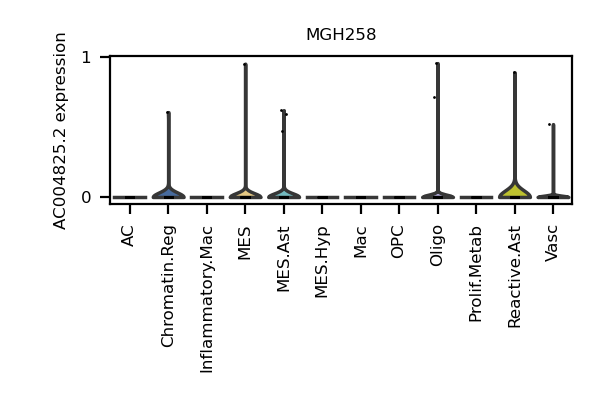 MGH258
AC004825.2 expression
1
0
AC
Chromatin.Reg
Inflammatory.Mac
MES
MES.Ast
MES.Hyp
Mac
OPC
Oligo
Prolif.Metab
Reactive.Ast
Vasc